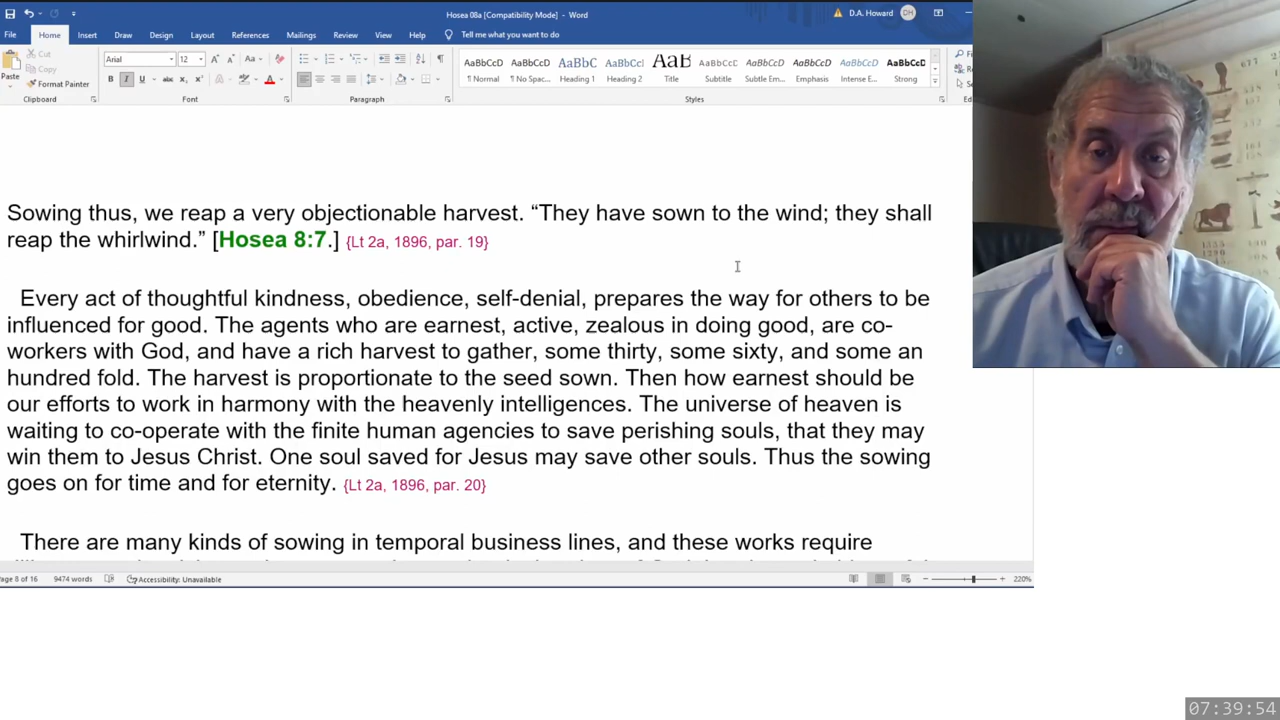 Hosea 08a [Compatibility Mode] - Word
D.A. Howard
DH
File Home Insert Draw Design Layout References Mailings Review View Help Tell me what you want to do
Cut
Copy
Format Painter
Paste
Clipboard
Arial 12
Font
Paragraph
AaBbCcD AaBbCcD AaBbC AaBbCcC AaB AaBbCcD AaBbCcD AaBbCcD AaBbCcD AaBbCcD
¶ Normal ¶ No Spac... Heading 1 Heading 2 Title Subtitle Subtle Em... Emphasis Intense E... Strong
Styles
Sowing thus, we reap a very objectionable harvest. “They have sown to the wind; they shall
reap the whirlwind.” [Hosea 8:7.] {Lt 2a, 1896, par. 19}
Every act of thoughtful kindness, obedience, self-denial, prepares the way for others to be
influenced for good. The agents who are earnest, active, zealous in doing good, are co-
workers with God, and have a rich harvest to gather, some thirty, some sixty, and some an
hundred fold. The harvest is proportionate to the seed sown. Then how earnest should be
our efforts to work in harmony with the heavenly intelligences. The universe of heaven is
waiting to co-operate with the finite human agencies to save perishing souls, that they may
win them to Jesus Christ. One soul saved for Jesus may save other souls. Thus the sowing
goes on for time and for eternity. {Lt 2a, 1896, par. 20}
There are many kinds of sowing in temporal business lines, and these works require
age 8 of 16 9474 words Accessibility: Unavailable 220%
07:39:54